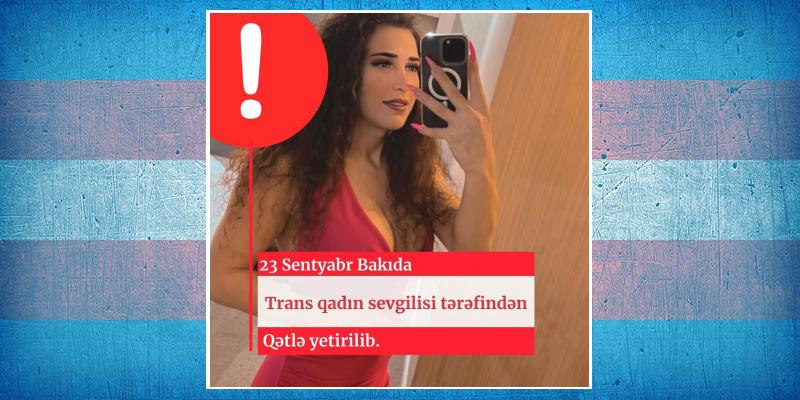 23 Sentyabr Bakıda
Trans qadın sevgilisi tərəfindən
Qətlə yetirilib.